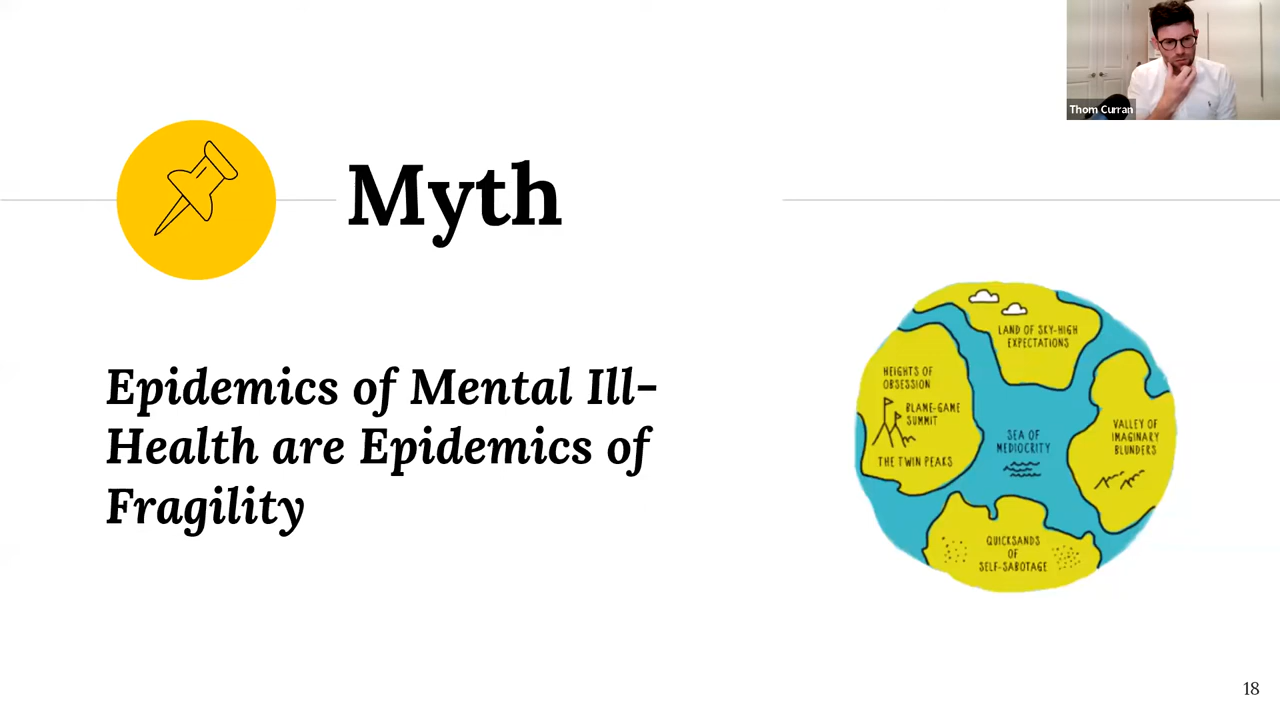 Thom Curran
Myth
Epidemics of Mental Ill-
Health are Epidemics of
Fragility
LAND OF SKY-HIGH
EXPECTATIONS
HEIGHTS OF
OBSESSION
BLAME-GAME
SUMMIT
THE TWIN PEAKS
SEA OF
MEDIOCRITY
VALLEY OF
IMAGINARY
BLUNDERS
QUICKSANDS
OF
SELF-SABOTAGE
18